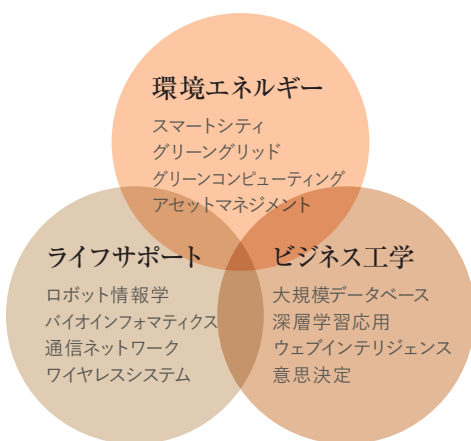 環境エネルギー
スマートシティ
グリーングリッド
グリーンコンピューティング
アセットマネジメント
ライフサポート
ロボット情報学
バイオインフォマティクス
通信ネットワーク
ワイヤレスシステム
ビジネス工学
大規模データベース
深層学習応用
ウェブインテリジェンス
意思決定